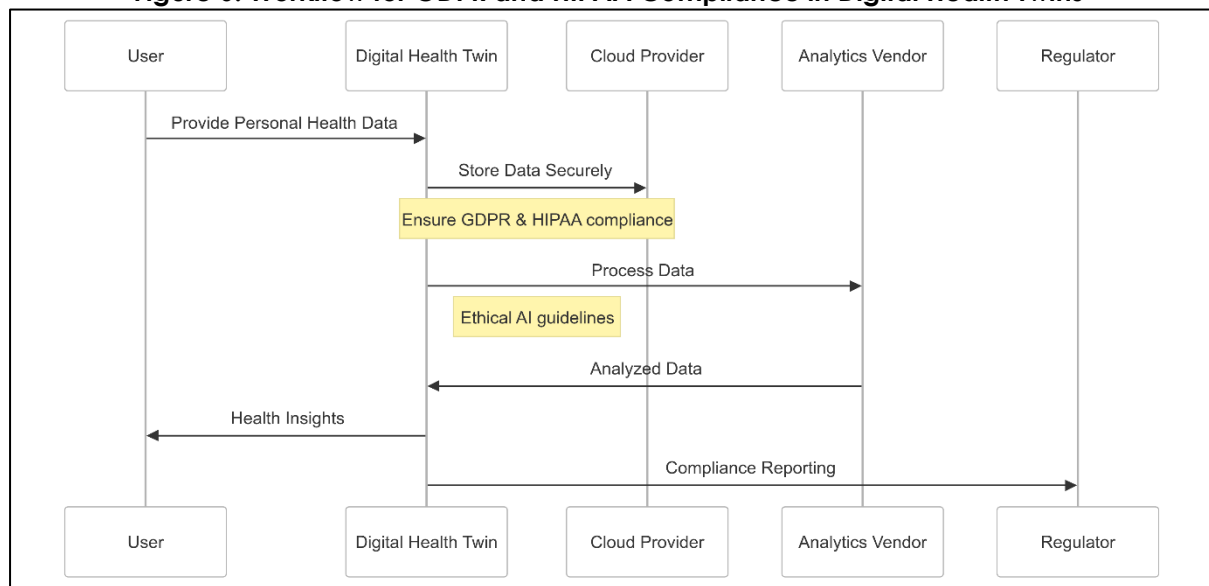 User Digital Health Twin Cloud Provider Analytics Vendor Regulator
Provide Personal Health Data
Store Data Securely
Ensure GDPR & HIPAA compliance
Process Data
Ethical AI guidelines
Analyzed Data
Health Insights
Compliance Reporting
User Digital Health Twin Cloud Provider Analytics Vendor Regulator